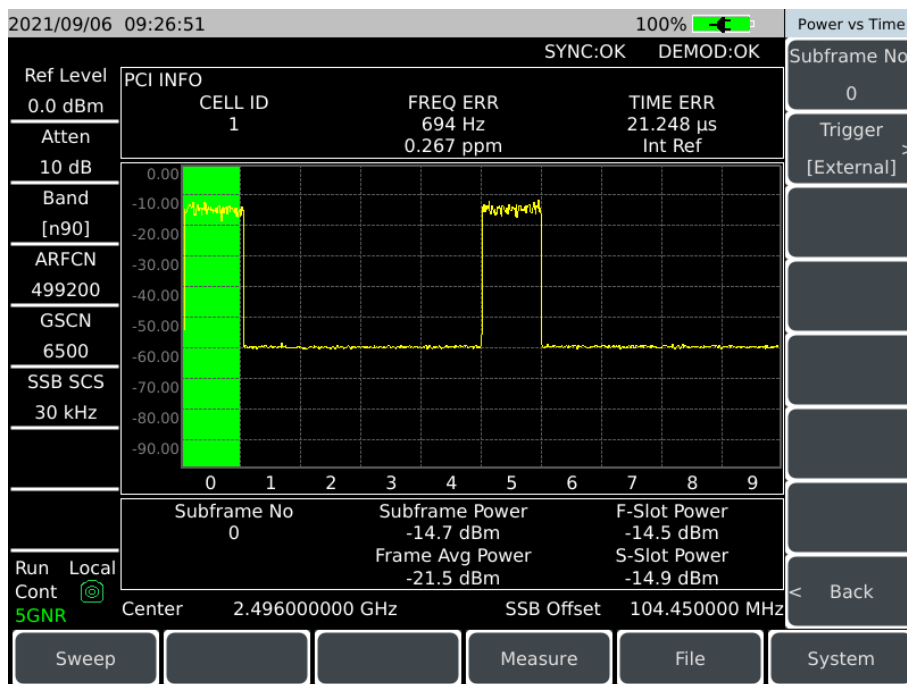 2021/09/06 09:26:51 100% Power vs Time
SYNC:OK DEMOD:OK
Ref Level
0.0 dBm
Atten
10 dB
Band
[n90]
ARFCN
499200
GSCN
6500
SSB SCS
30 kHz
Run Local
Cont
5GNR
PCI INFO
CELL ID FREQ ERR TIME ERR
1 694 Hz 21.248 µs
0.267 ppm Int Ref
0.00
-10.00
-20.00
-30.00
-40.00
-50.00
-60.00
-70.00
-80.00
-90.00
0 1 2 3 4 5 6 7 8 9
Subframe No Subframe Power F-Slot Power
0 -14.7 dBm -14.5 dBm
Frame Avg Power S-Slot Power
-21.5 dBm -14.9 dBm
Center 2.496000000 GHz SSB Offset 104.450000 MHz
Subframe No
0
Trigger
[External] >
< Back
Sweep Measure File System